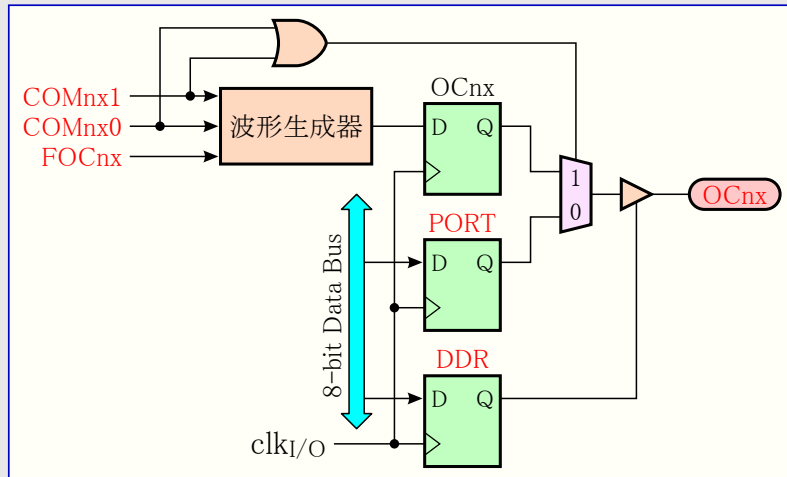 COMnx1
COMnx0
FOCnx
波形生成器
OCnx
D Q
1
0
OCnx
PORT
D Q
8-bit Data Bus
DDR
D Q
clkI/O